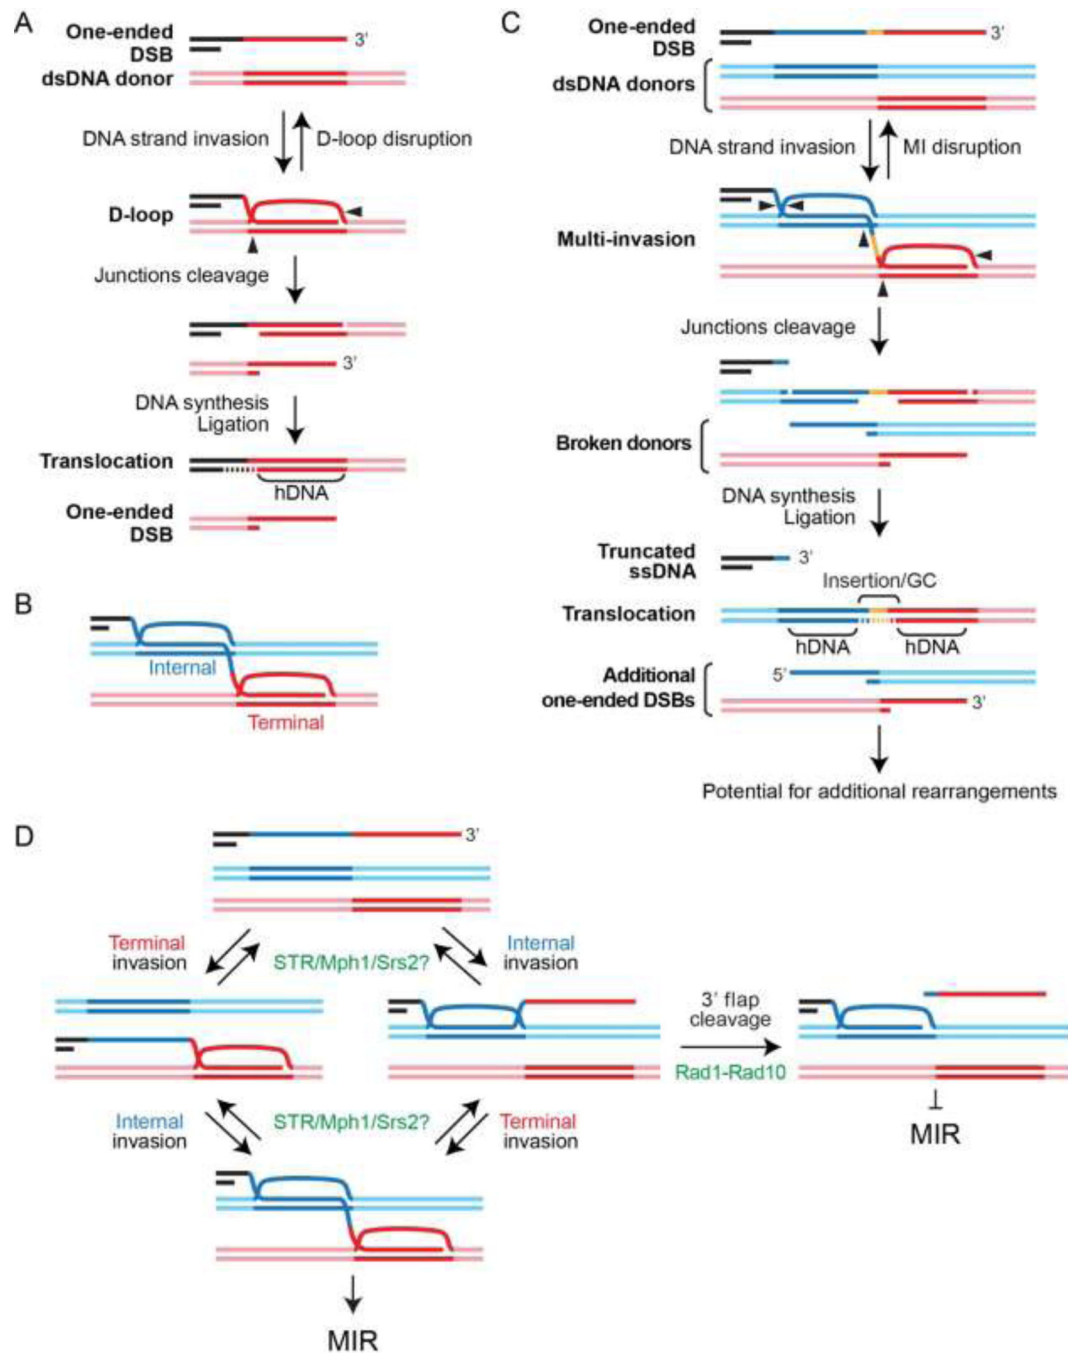 A
One-ended
DSB
3'
dsDNA donor
DNA strand invasion
D-loop disruption
D-loop
Junctions cleavage
3'
DNA synthesis
Ligation
Translocation
hDNA
One-ended
DSB
B
Internal
Terminal
C
One-ended
DSB
3'
dsDNA donors
DNA strand invasion
MI disruption
Multi-invasion
Junctions cleavage
Broken donors
DNA synthesis
Ligation
Truncated
ssDNA
3'
Insertion/GC
Translocation
hDNA
hDNA
Additional
one-ended DSBs
5'
3'
Potential for additional rearrangements
D
3'
Terminal
invasion
STR/Mph1/Srs2?
Internal
invasion
3' flap
cleavage
Rad1-Rad10
Internal
invasion
STR/Mph1/Srs2?
Terminal
invasion
MIR
MIR